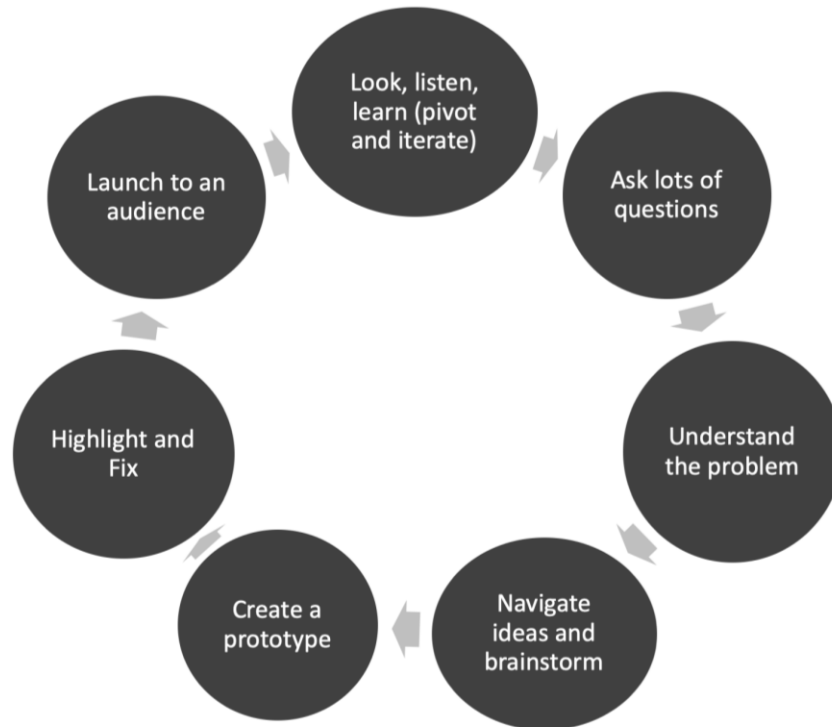 Look, listen,
learn (pivot
and iterate)
Ask lots of
questions
Understand
the problem
Navigate
ideas and
brainstorm
Create a
prototype
Highlight and
Fix
Launch to an
audience